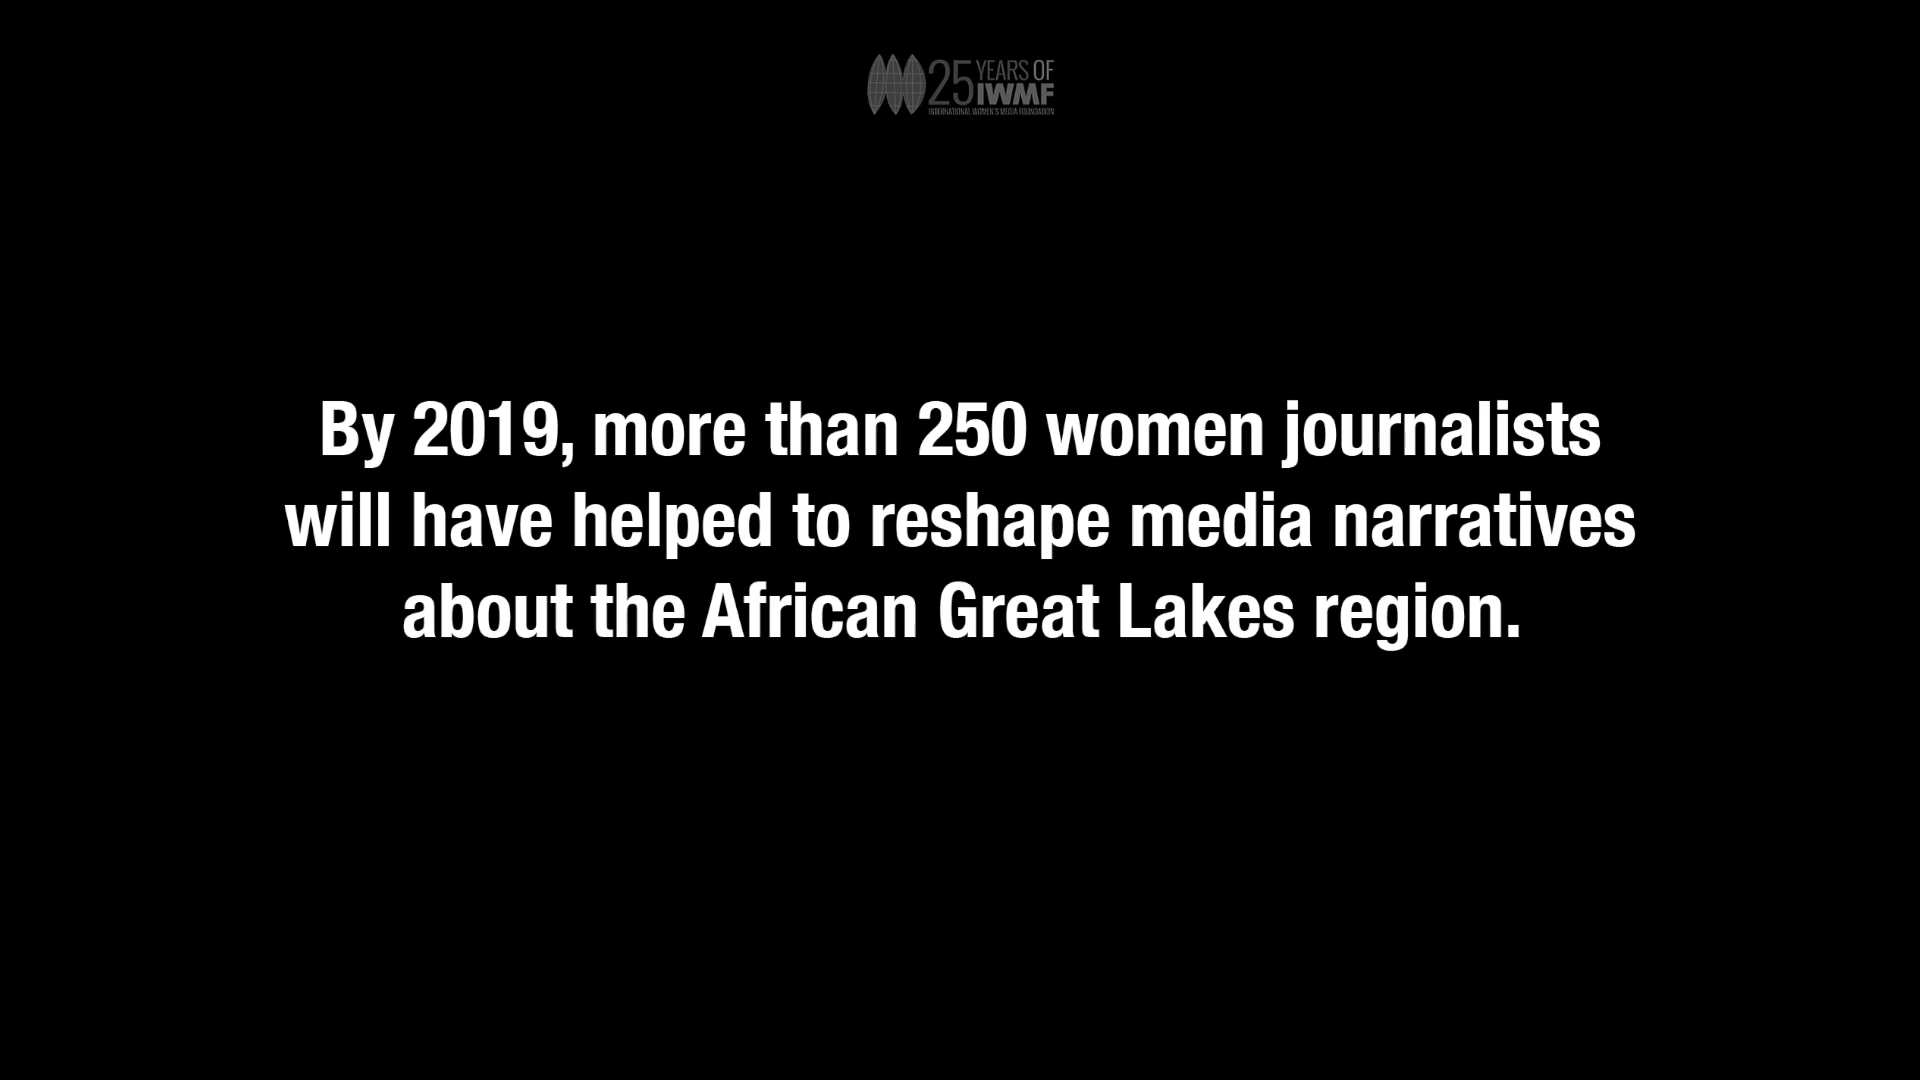 25 YEARS OF
IWMF
INTERNATIONAL WOMEN'S MEDIA FOUNDATION
By 2019, more than 250 women journalists
will have helped to reshape media narratives
about the African Great Lakes region.